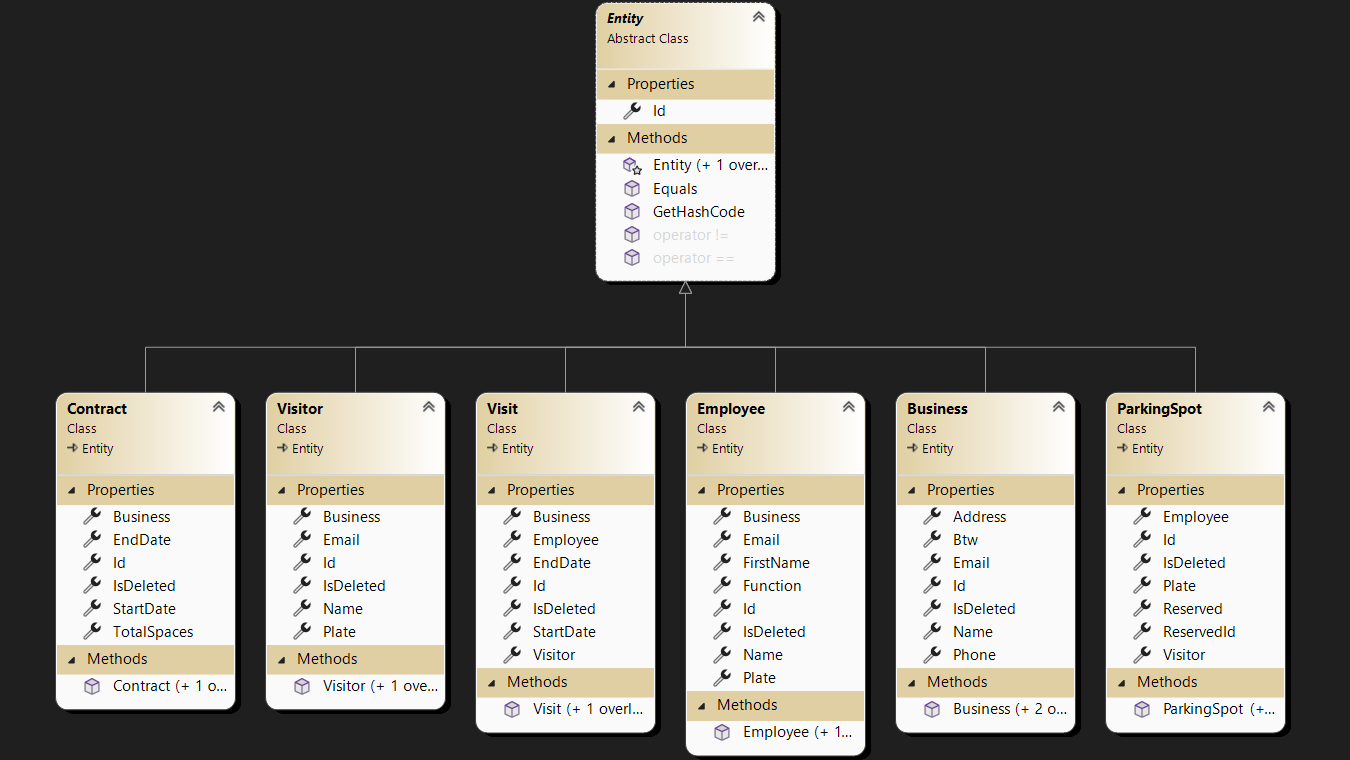 Entity
Abstract Class
Properties
Id
Methods
Entity (+ 1 over...
Equals
GetHashCode
operator !=
operator ==
Contract
Class
Entity
Properties
Business
EndDate
Id
IsDeleted
StartDate
TotalSpaces
Methods
Contract (+ 1 o...
Visitor
Class
Entity
Properties
Business
Email
Id
IsDeleted
Name
Plate
Methods
Visitor (+ 1 ove...
Visit
Class
Entity
Properties
Business
Employee
EndDate
Id
IsDeleted
StartDate
Visitor
Methods
Visit (+ 1 overl...
Employee
Class
Entity
Properties
Business
Email
FirstName
Function
Id
IsDeleted
Name
Plate
Methods
Employee (+ 1...
Business
Class
Entity
Properties
Address
Btw
Email
Id
IsDeleted
Name
Phone
Methods
Business (+ 2 o...
ParkingSpot
Class
Entity
Properties
Employee
Id
IsDeleted
Plate
Reserved
ReservedId
Visitor
Methods
ParkingSpot (+...